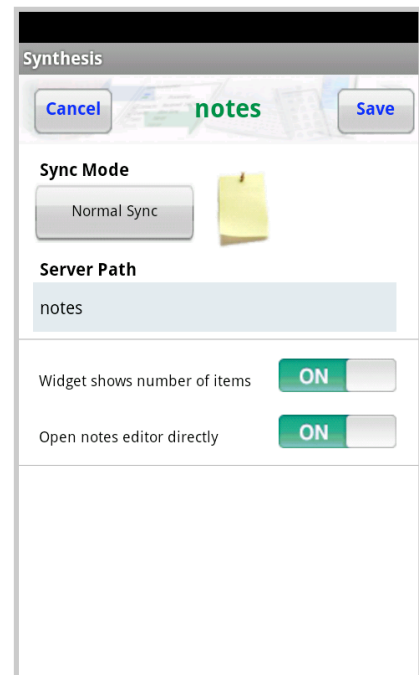 Synthesis
Cancel notes Save
Sync Mode
Normal Sync
Server Path
notes
Widget shows number of items ON
Open notes editor directly ON